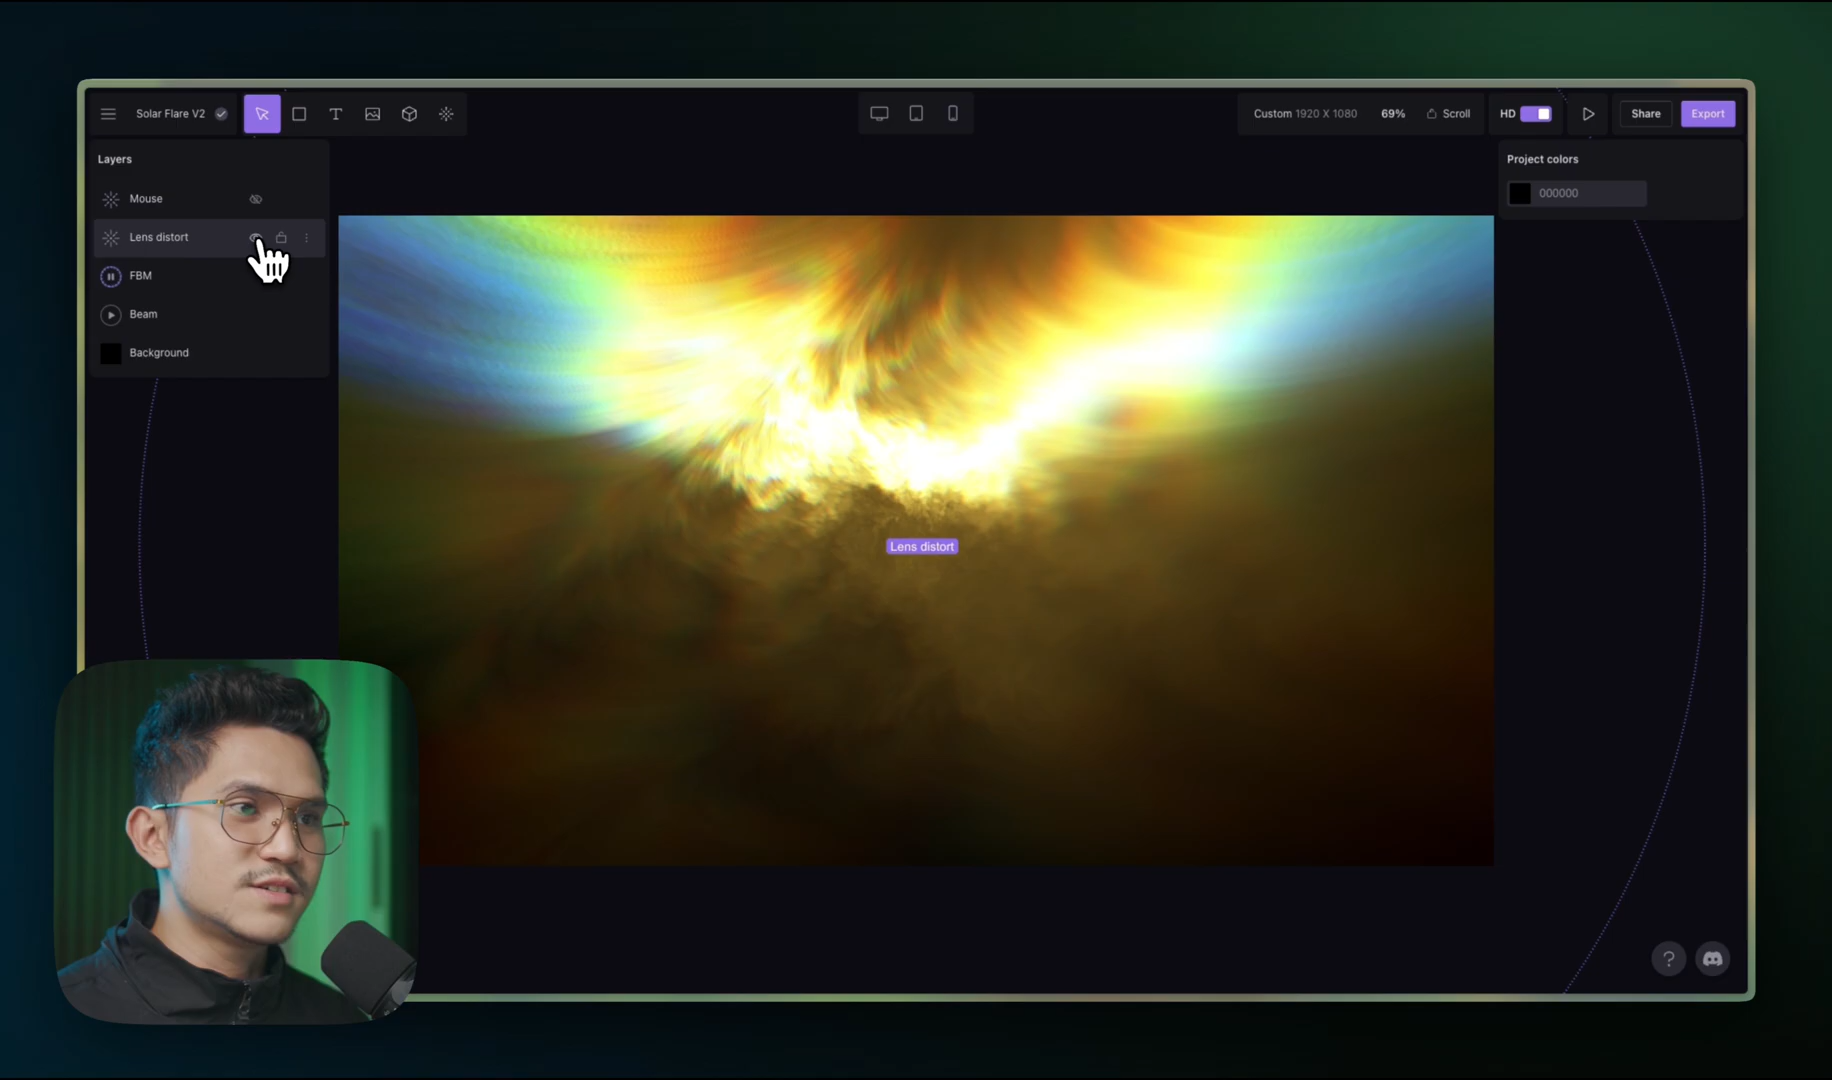 Solar Flare V2
Custom 1920 X 1080 69% Scroll HD Share Export
Layers
Mouse
Lens distort
FBM
Beam
Background
Project colors
000000
Lens distort